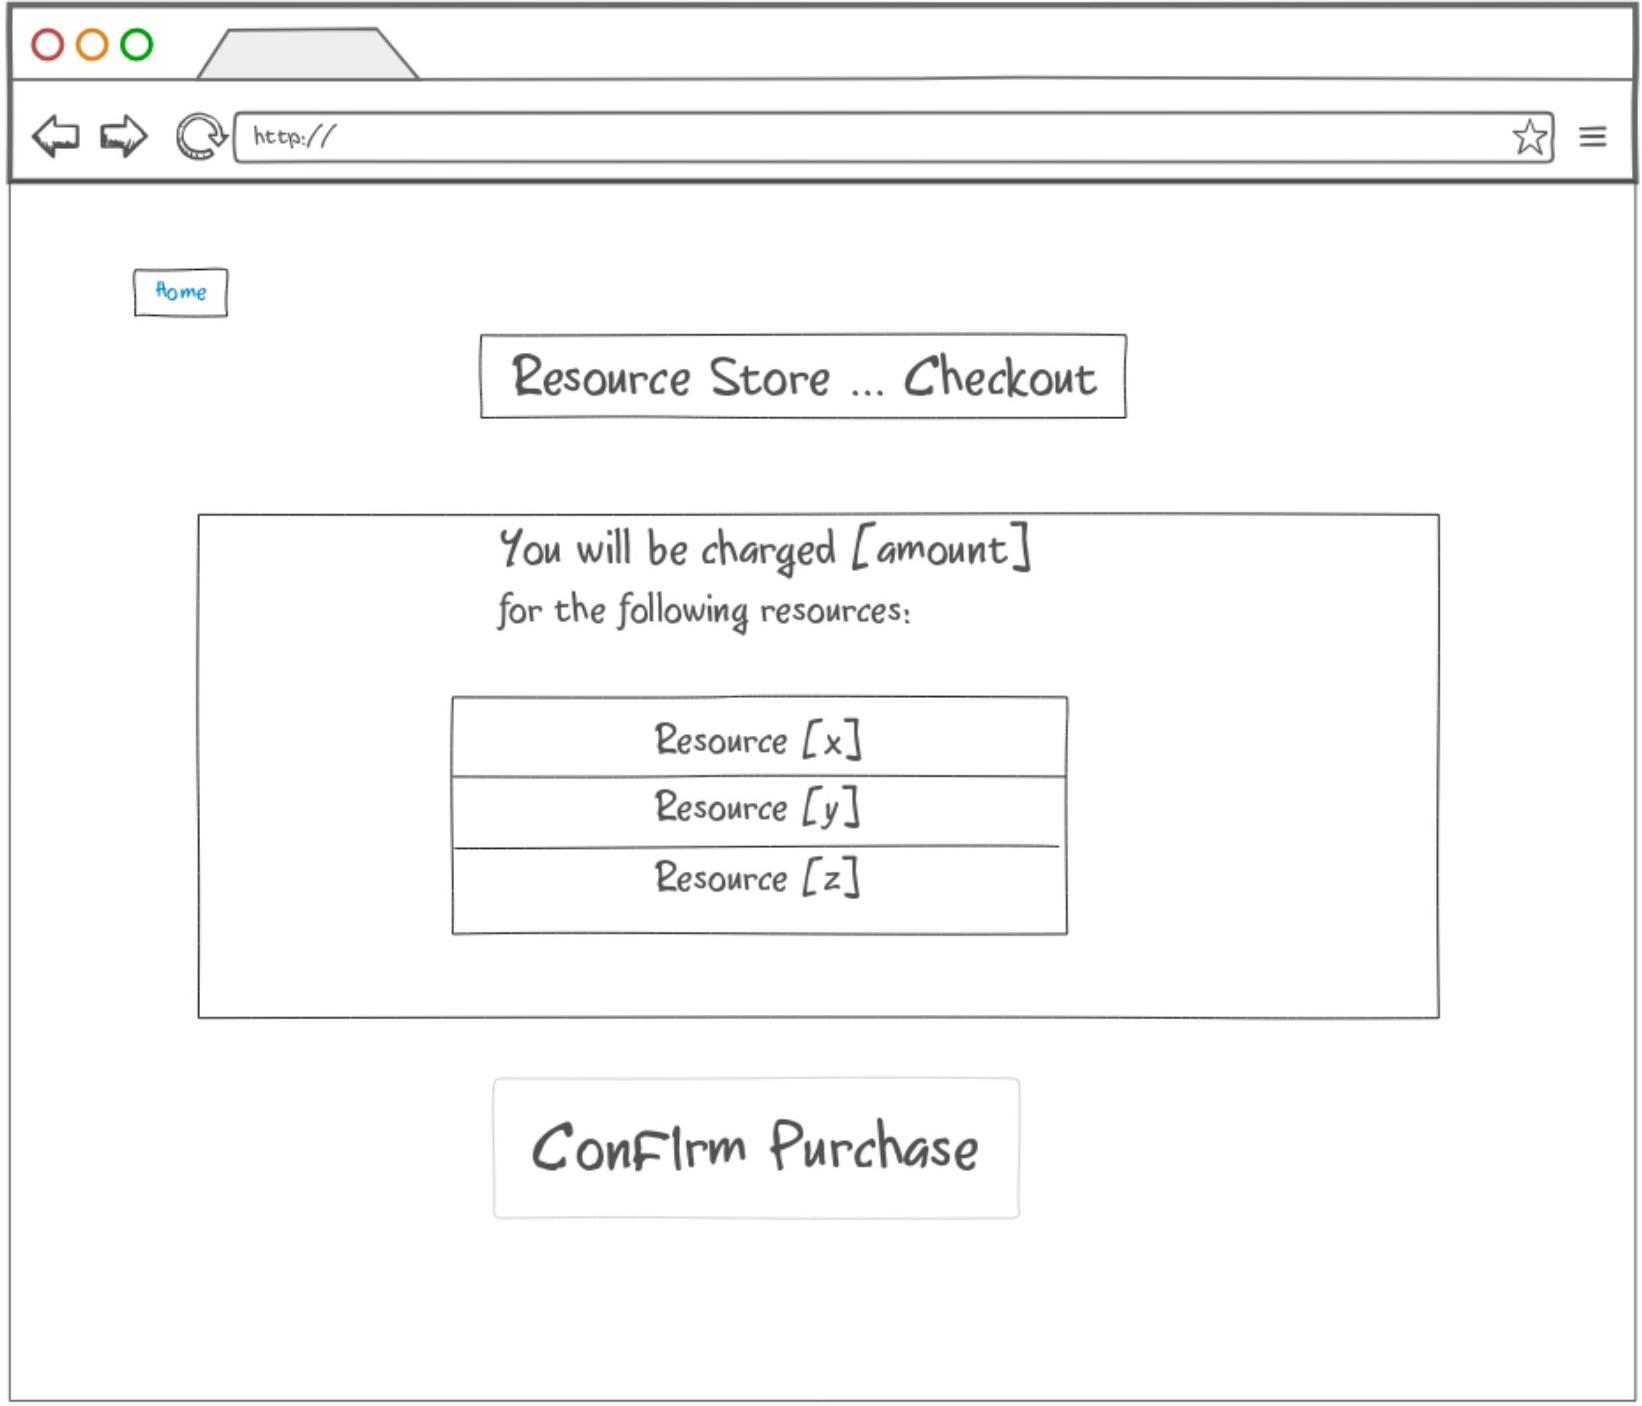 http://
Home
Resource Store ... Checkout
You will be charged [amount]
for the following resources:
Resource [x]
Resource [y]
Resource [z]
ConFIrm Purchase